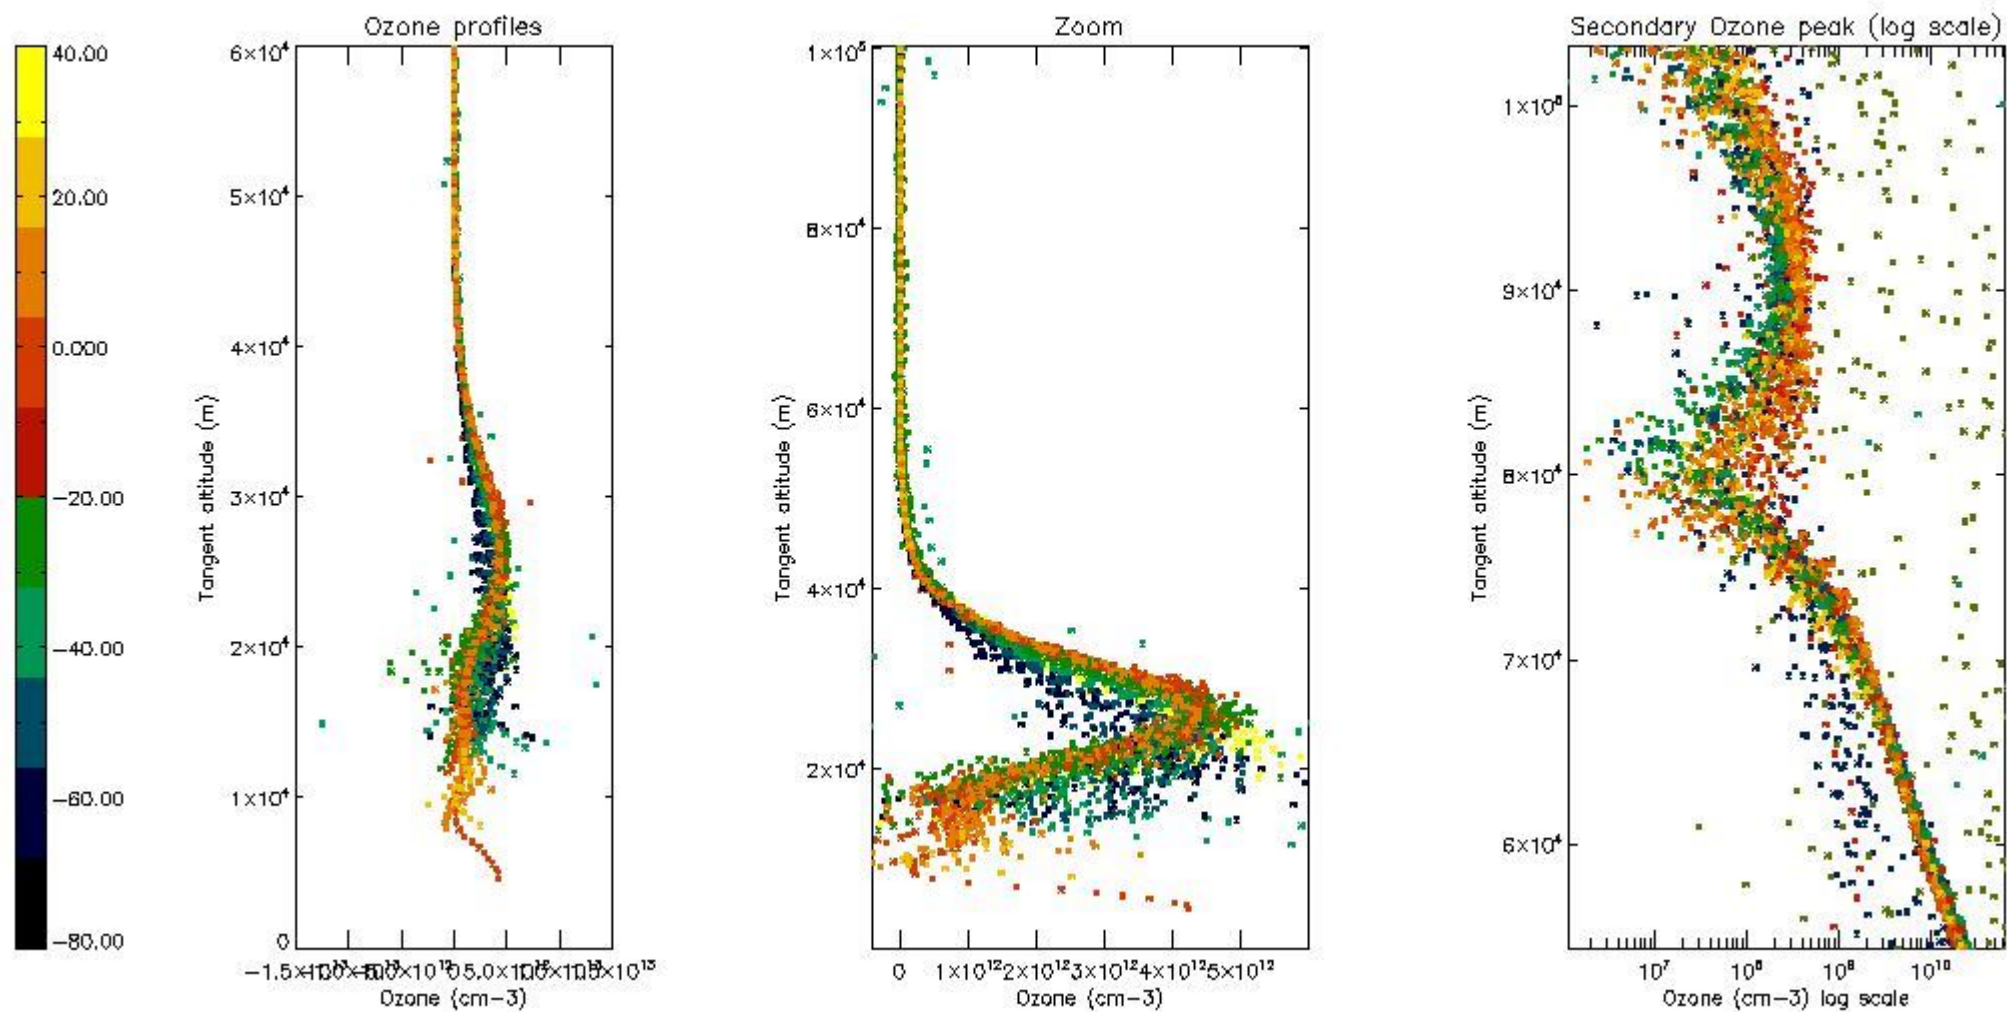 Ozone profiles
Zoom
Secondary Ozone peak (log scale)
40.00
20.00
0.000
−20.00
−40.00
−60.00
−80.00
6×10⁴
5×10⁴
4×10⁴
3×10⁴
2×10⁴
1×10⁴
0
Tangent altitude (m)
Ozone (cm−3)
1×10⁵
8×10⁴
6×10⁴
4×10⁴
2×10⁴
Tangent altitude (m)
0 1×10¹² 2×10¹² 3×10¹² 4×10¹² 5×10¹²
Ozone (cm−3)
9×10⁴
8×10⁴
7×10⁴
6×10⁴
Tangent altitude (m)
10⁷ 10⁸ 10⁹ 10¹⁰
Ozone (cm−3) log scale